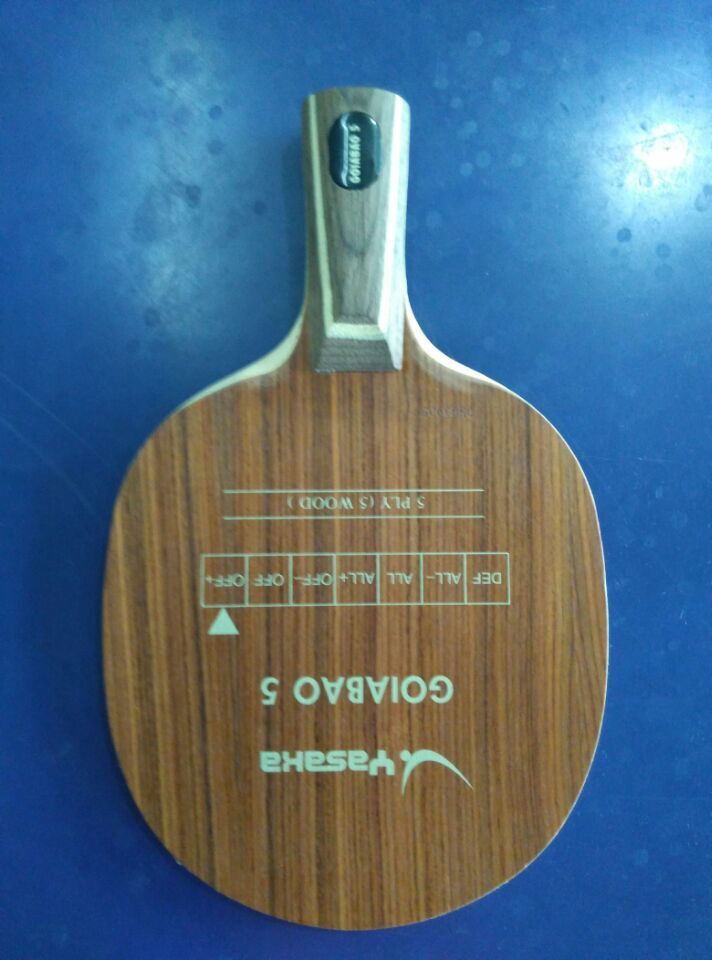 Yasaka
GOIABAO 5
DEF ALL- ALL ALL+ OFF- OFF OFF+
5 PLY ( 5 WOOD )
GOIABAO 5